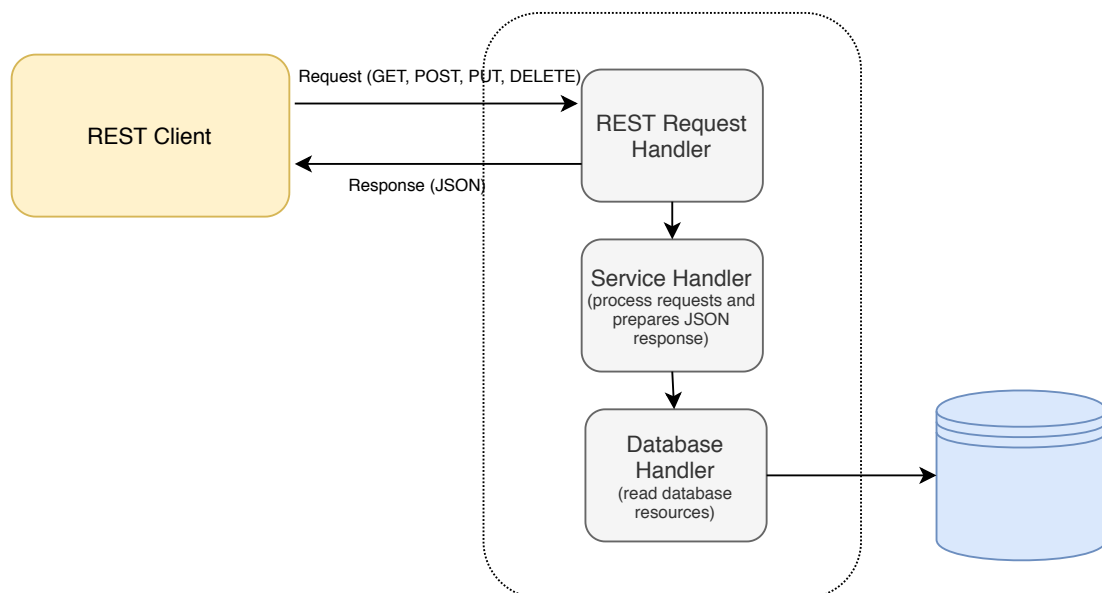 Request (GET, POST, PUT, DELETE)
REST Client
REST Request
Handler
Response (JSON)
Service Handler
(process requests and
prepares JSON
response)
Database
Handler
(read database
resources)